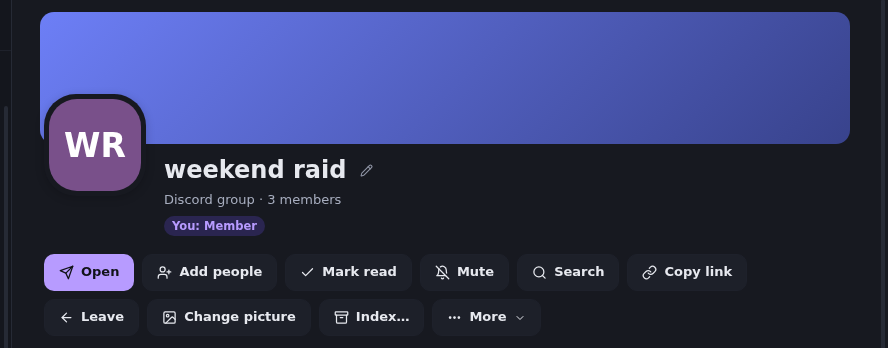 WR
weekend raid
Discord group · 3 members
You: Member
Open Add people Mark read Mute Search Copy link
Leave Change picture Index... More